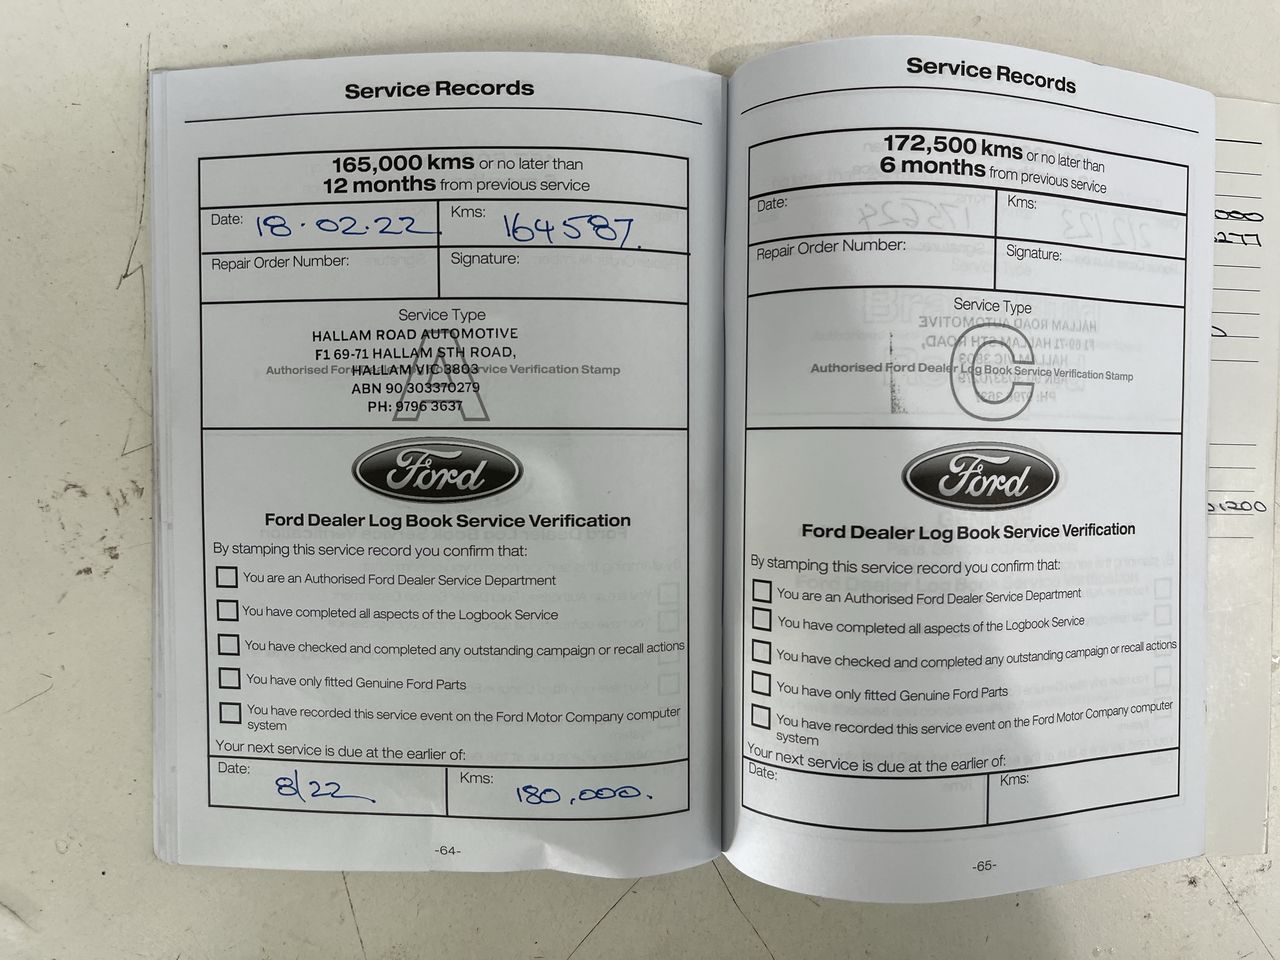 Service Records
165,000 kms or no later than
12 months from previous service
Date: 18.02.22
Kms: 164587.
Repair Order Number:
Signature:
Service Type
HALLAM ROAD AUTOMOTIVE
F1 69-71 HALLAM STH ROAD,
HALLAM VIC 3803
Authorised Ford Dealer Log Book Service Verification Stamp
ABN 90 303370279
PH: 9796 3637
A
Ford
Ford Dealer Log Book Service Verification
By stamping this service record you confirm that:
You are an Authorised Ford Dealer Service Department
You have completed all aspects of the Logbook Service
You have checked and completed any outstanding campaign or recall actions
You have only fitted Genuine Ford Parts
You have recorded this service event on the Ford Motor Company computer
system
Your next service is due at the earlier of:
Date: 8/22
Kms: 180,000.
-64-
Service Records
172,500 kms or no later than
6 months from previous service
Date:
Kms:
Repair Order Number:
Signature:
Service Type
Authorised Ford Dealer Log Book Service Verification Stamp
C
Ford
Ford Dealer Log Book Service Verification
By stamping this service record you confirm that:
You are an Authorised Ford Dealer Service Department
You have completed all aspects of the Logbook Service
You have checked and completed any outstanding campaign or recall actions
You have only fitted Genuine Ford Parts
You have recorded this service event on the Ford Motor Company computer
system
Your next service is due at the earlier of:
Date:
Kms:
-65-